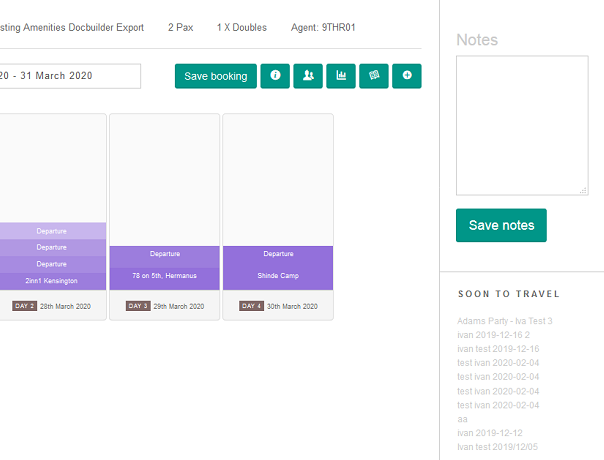 sting Amenities Docbuilder Export 2 Pax 1 X Doubles Agent: 9THR01
20 - 31 March 2020
Save booking
Departure
Departure
Departure
2inn1 Kensington
DAY 2 28th March 2020
Departure
78 on 5th, Hermanus
DAY 3 29th March 2020
Departure
Shinde Camp
DAY 4 30th March 2020
Notes
Save notes
SOON TO TRAVEL
Adams Party - Iva Test 3
ivan 2019-12-16 2
ivan test 2019-12-16
test ivan 2020-02-04
test ivan 2020-02-04
test ivan 2020-02-04
test ivan 2020-02-04
aa
ivan 2019-12-12
Ivan test 2019/12/05